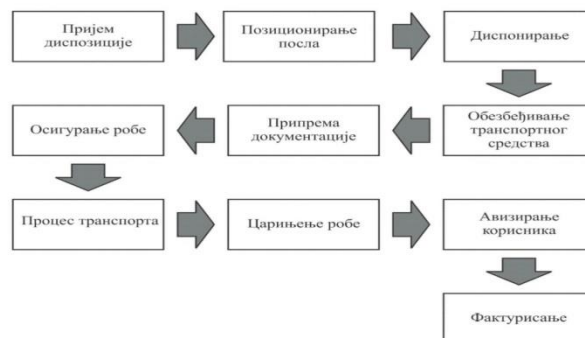 Пријем
диспозиције
Позиционирање
посла
Диспонирање
Осигурање робе
Припрема
документације
Обезбеђивање
транспортног
средства
Процес транспорта
Царињење робе
Авизирање
корисника
Фактурисање